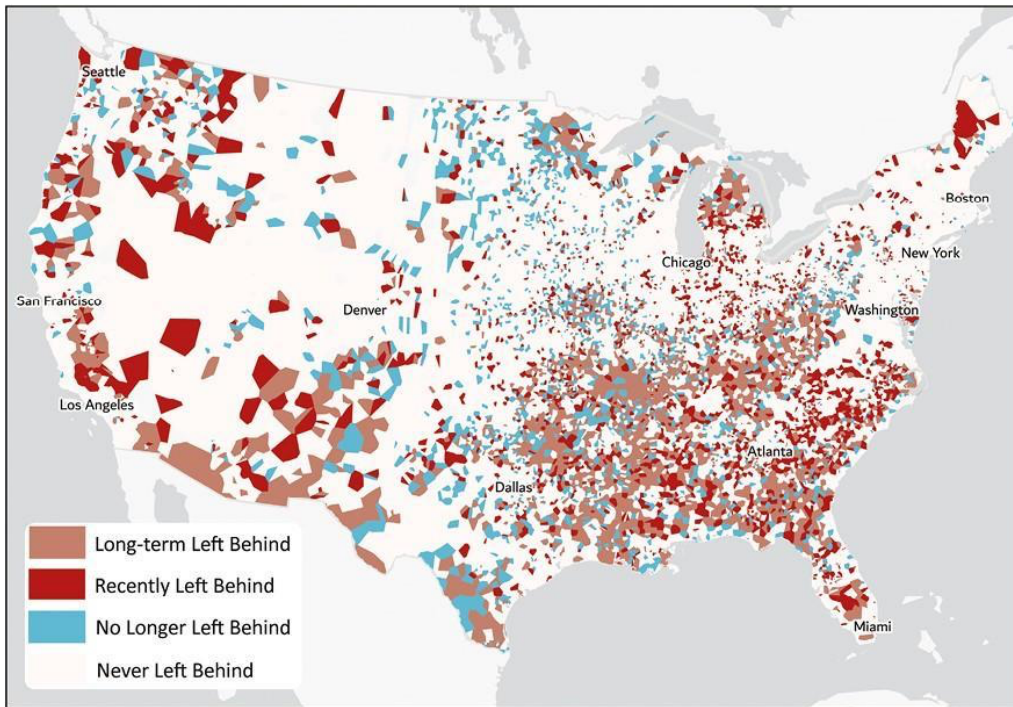 Seattle
Boston
New York
Chicago
San Francisco
Denver
Washington
Los Angeles
Atlanta
Dallas
Long-term Left Behind
Recently Left Behind
No Longer Left Behind
Miami
Never Left Behind